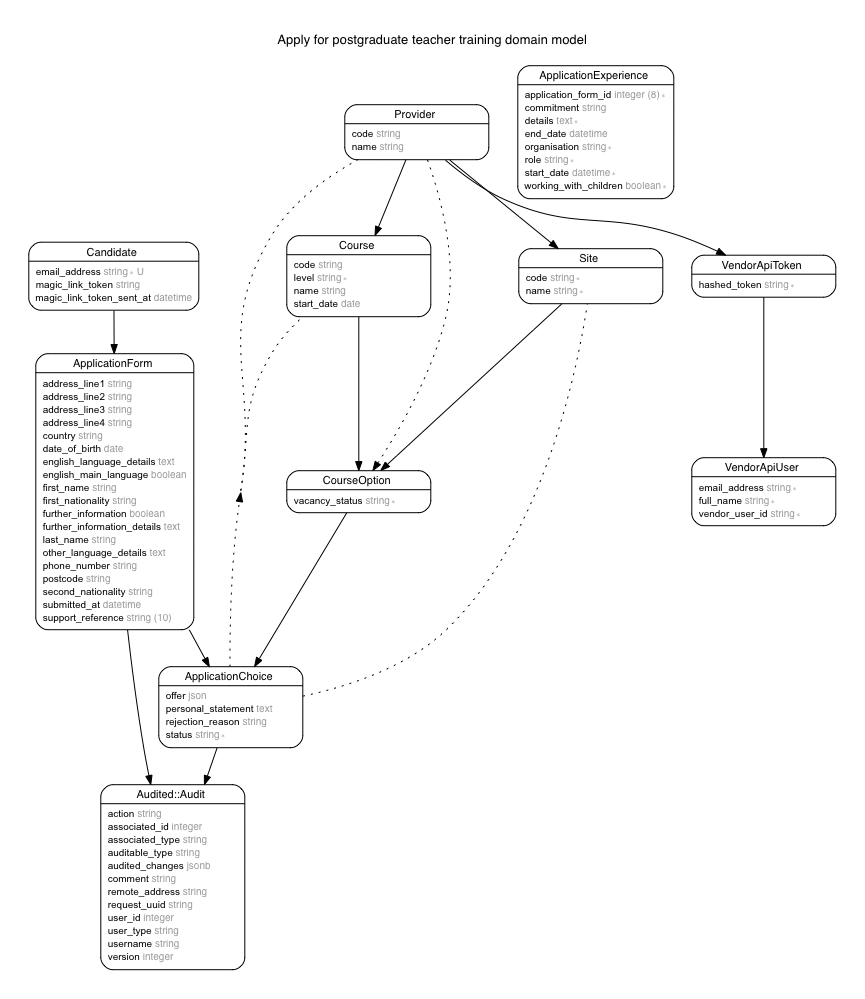 Apply for postgraduate teacher training domain model
ApplicationExperience
application_form_id integer (8) ∗
commitment string
details text ∗
end_date datetime
organisation string ∗
role string ∗
start_date datetime ∗
working_with_children boolean ∗
Provider
code string
name string
Candidate
email_address string ∗ U
magic_link_token string
magic_link_token_sent_at datetime
Course
code string
level string ∗
name string
start_date date
Site
code string ∗
name string ∗
VendorApiToken
hashed_token string ∗
ApplicationForm
address_line1 string
address_line2 string
address_line3 string
address_line4 string
country string
date_of_birth date
english_language_details text
english_main_language boolean
first_name string
first_nationality string
further_information boolean
further_information_details text
last_name string
other_language_details text
phone_number string
postcode string
second_nationality string
submitted_at datetime
support_reference string (10)
CourseOption
vacancy_status string ∗
VendorApiUser
email_address string ∗
full_name string ∗
vendor_user_id string ∗
ApplicationChoice
offer json
personal_statement text
rejection_reason string
status string ∗
Audited::Audit
action string
associated_id integer
associated_type string
auditable_type string
audited_changes jsonb
comment string
remote_address string
request_uuid string
user_id integer
user_type string
username string
version integer